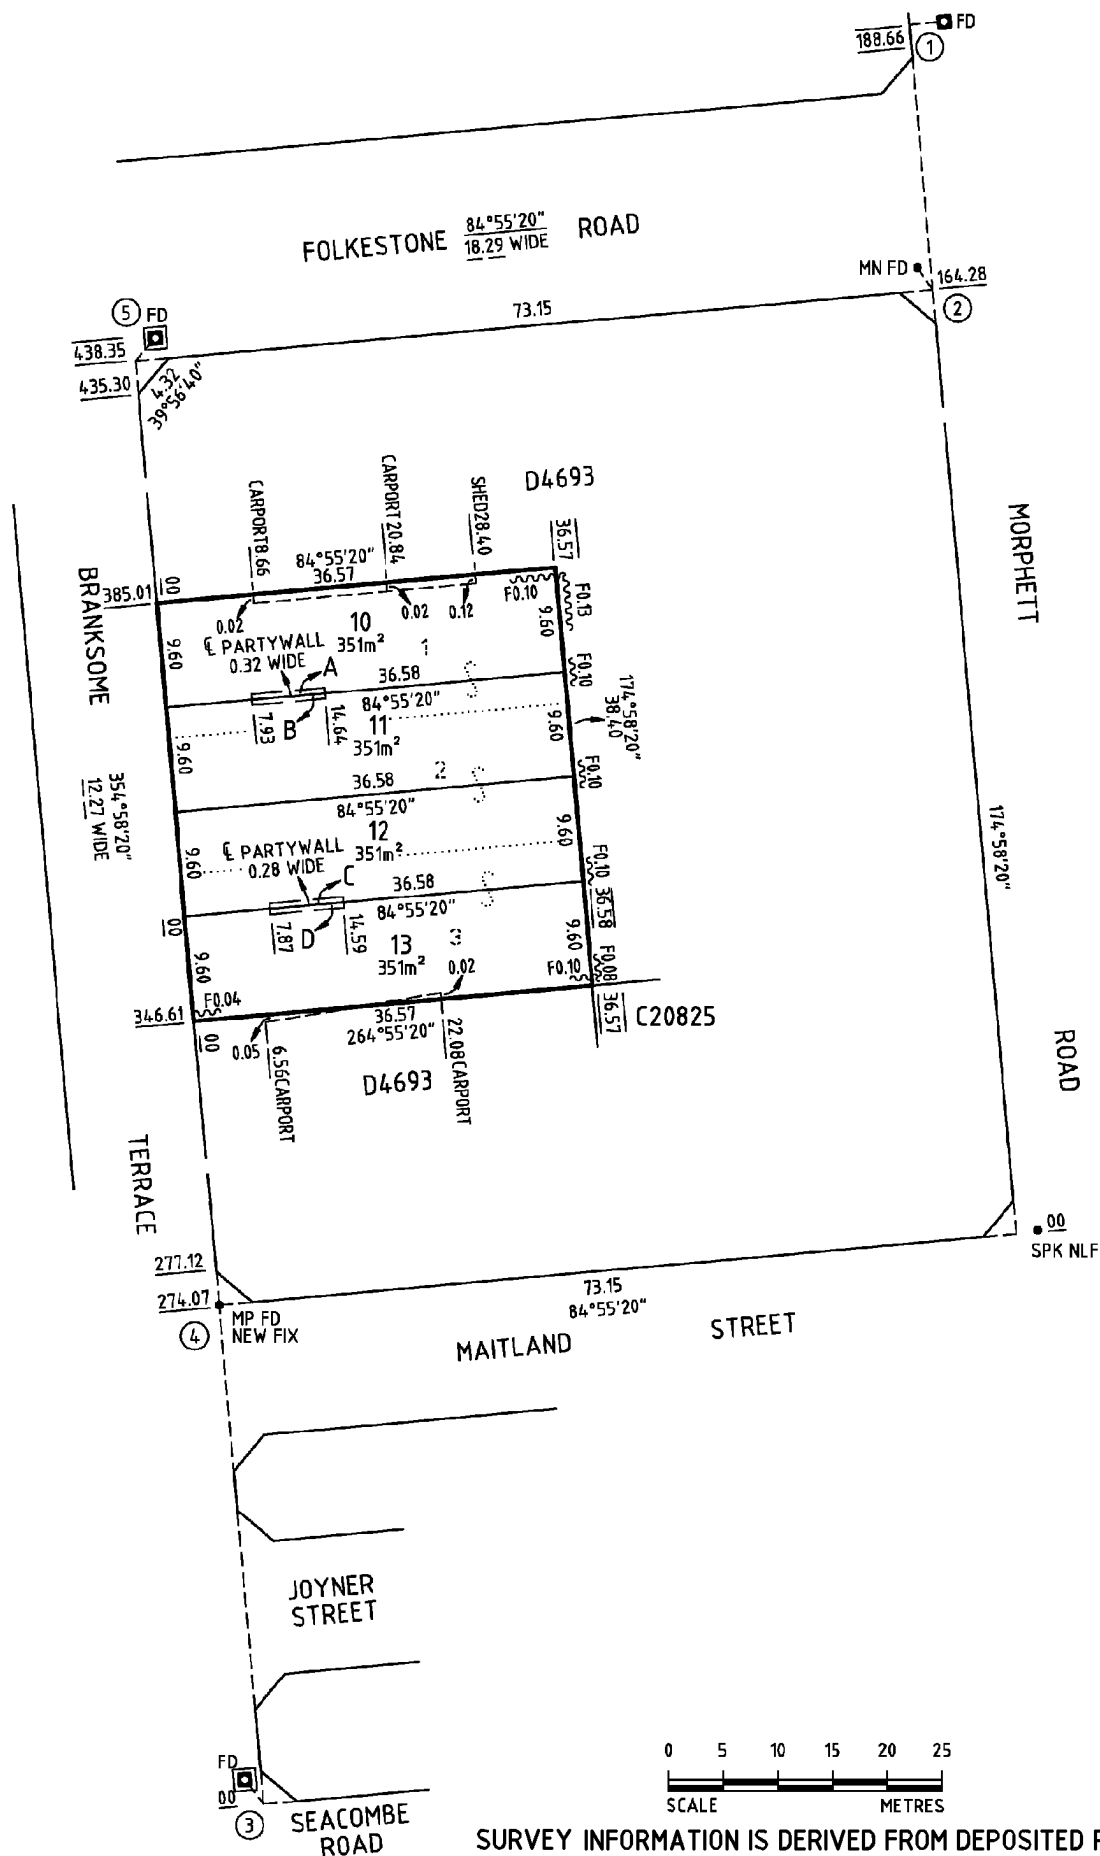 188.66
1
FD
FOLKESTONE
84°55'20"
18.29 WIDE
ROAD
MN FD
164.28
2
5
FD
73.15
438.35
435.30
4.32
39°56'40"
D4693
CARPORT8.66
CARPORT20.84
SHED28.40
36.57
84°55'20"
36.57
MORPHETT
BRANKSOME
385.01
00
0.02
0.02
0.12
F0.10
F0.13
10
351m²
1
9.60
9.60
℄ PARTYWALL
0.32 WIDE
A
36.58
84°55'20"
F0.10
174°58'20"
38.40
7.93
B
14.64
11
351m²
9.60
9.60
2
36.58
84°55'20"
F0.10
354°58'20"
12.27 WIDE
12
351m²
℄ PARTYWALL
0.28 WIDE
C
9.60
9.60
36.58
84°55'20"
F0.10
36.58
174°58'20"
00
7.87
D
14.59
13
351m²
3
9.60
9.60
0.02
F0.10
F0.08
346.61
F0.04
36.57
264°55'20"
36.57
C20825
00
0.05
6.56CARPORT
22.08CARPORT
D4693
ROAD
TERRACE
00
SPK NLF
277.12
274.07
4
MP FD
NEW FIX
73.15
84°55'20"
MAITLAND
STREET
JOYNER
STREET
FD
00
3
SEACOMBE
ROAD
0 5 10 15 20 25
SCALE METRES
SURVEY INFORMATION IS DERIVED FROM DEPOSITED